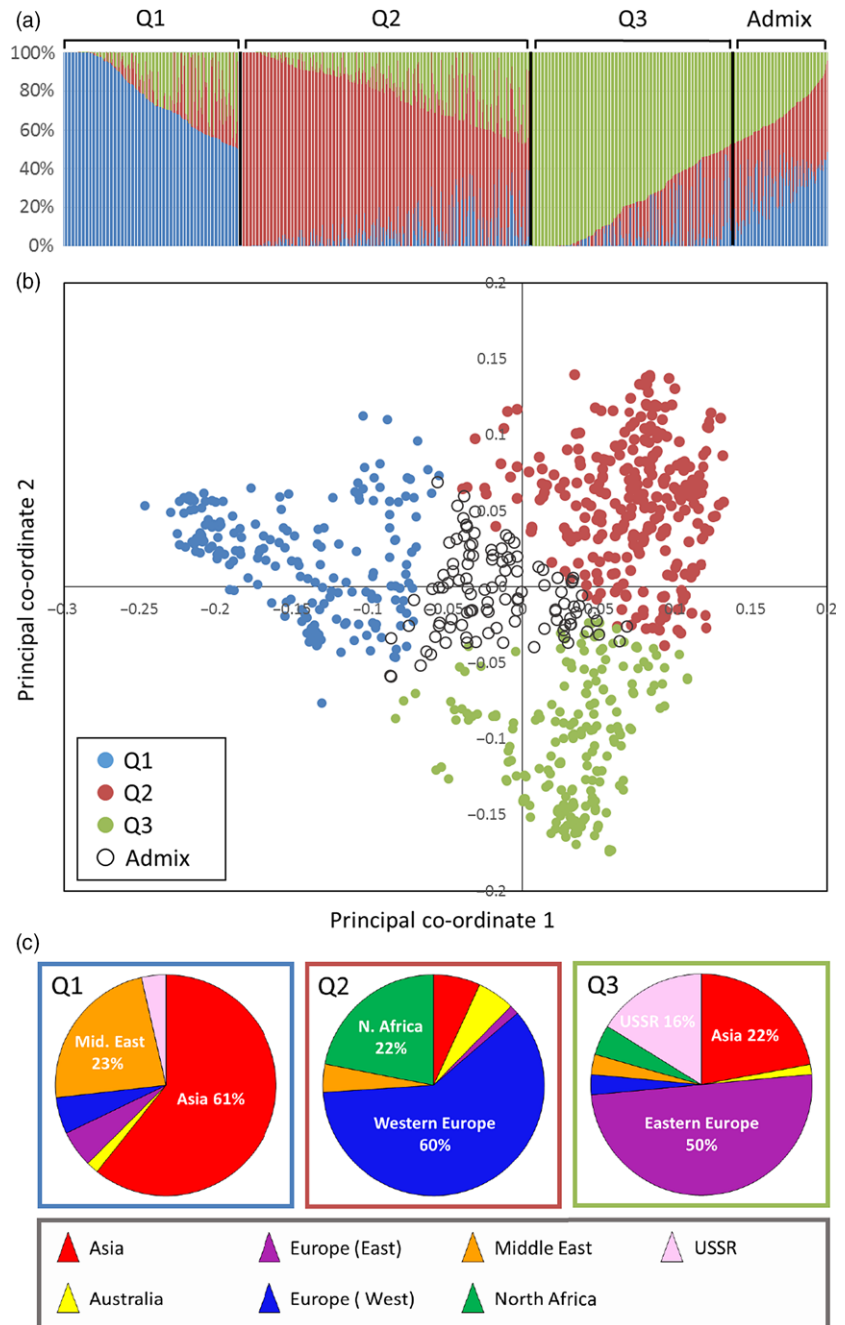 (a)
Q1 Q2 Q3 Admix
100%
80%
60%
40%
20%
0%
(b)
0.2
0.15
0.1
0.05
−0.3 −0.25 −0.2 −0.15 −0.1 −0.05 0 0.05 0.1 0.15 0.2
−0.05
−0.1
−0.15
−0.2
Principal co-ordinate 2
Q1
Q2
Q3
Admix
Principal co-ordinate 1
(c)
Q1
Mid. East
23%
Asia 61%
Q2
N. Africa
22%
Western Europe
60%
Q3
USSR 16%
Asia 22%
Eastern Europe
50%
Asia Europe (East) Middle East USSR
Australia Europe ( West) North Africa